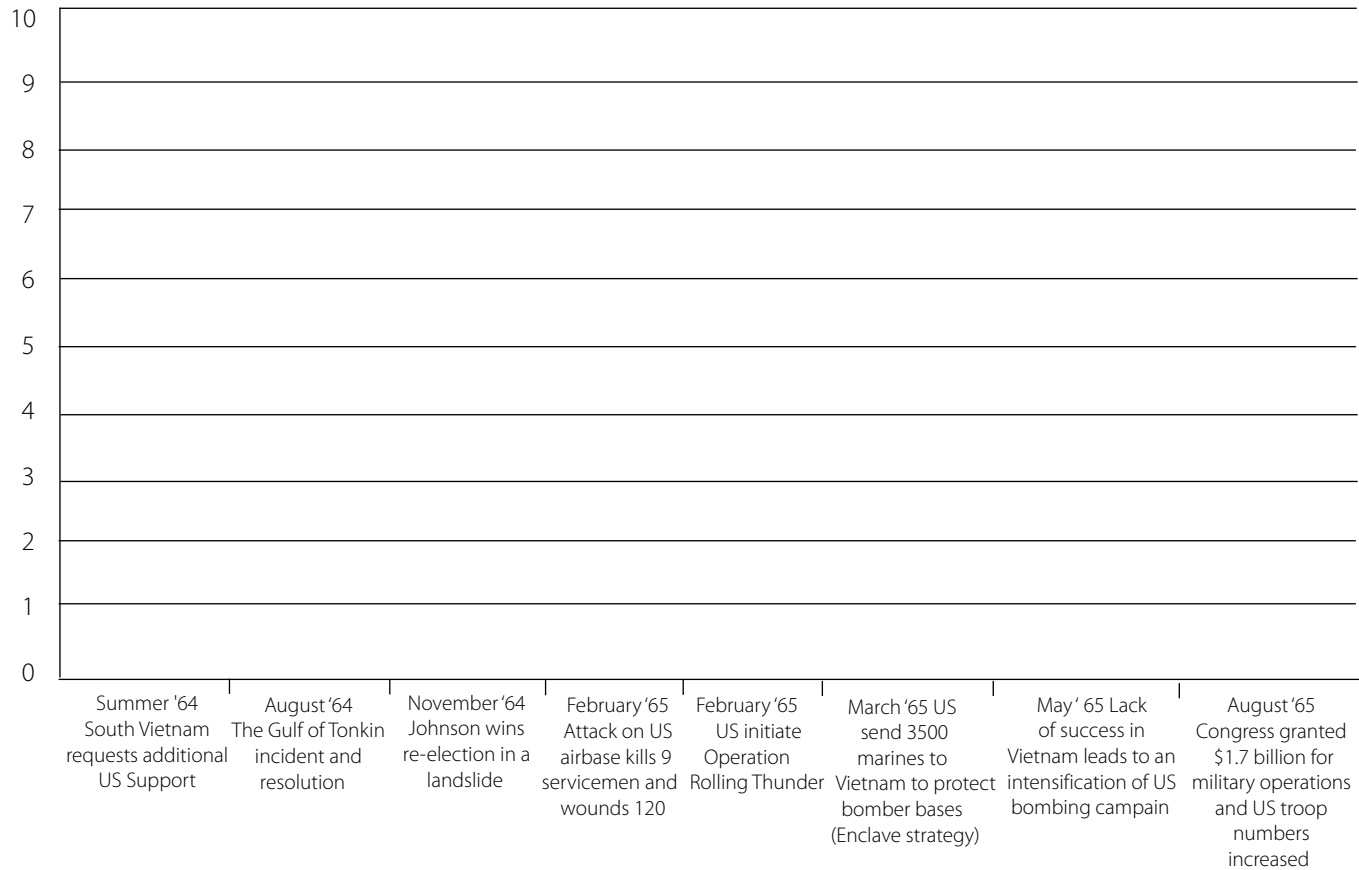 10
9
8
7
6
5
4
3
2
1
0
Summer '64
South Vietnam
requests additional
US Support
August ‘64
The Gulf of Tonkin
incident and
resolution
November ‘64
Johnson wins
re-election in a
landslide
February ‘65
Attack on US
airbase kills 9
servicemen and
wounds 120
February ‘65
US initiate
Operation
Rolling Thunder
March ‘65 US
send 3500
marines to
Vietnam to protect
bomber bases
(Enclave strategy)
May ‘ 65 Lack
of success in
Vietnam leads to an
intensification of US
bombing campain
August ‘65
Congress granted
$1.7 billion for
military operations
and US troop
numbers
increased